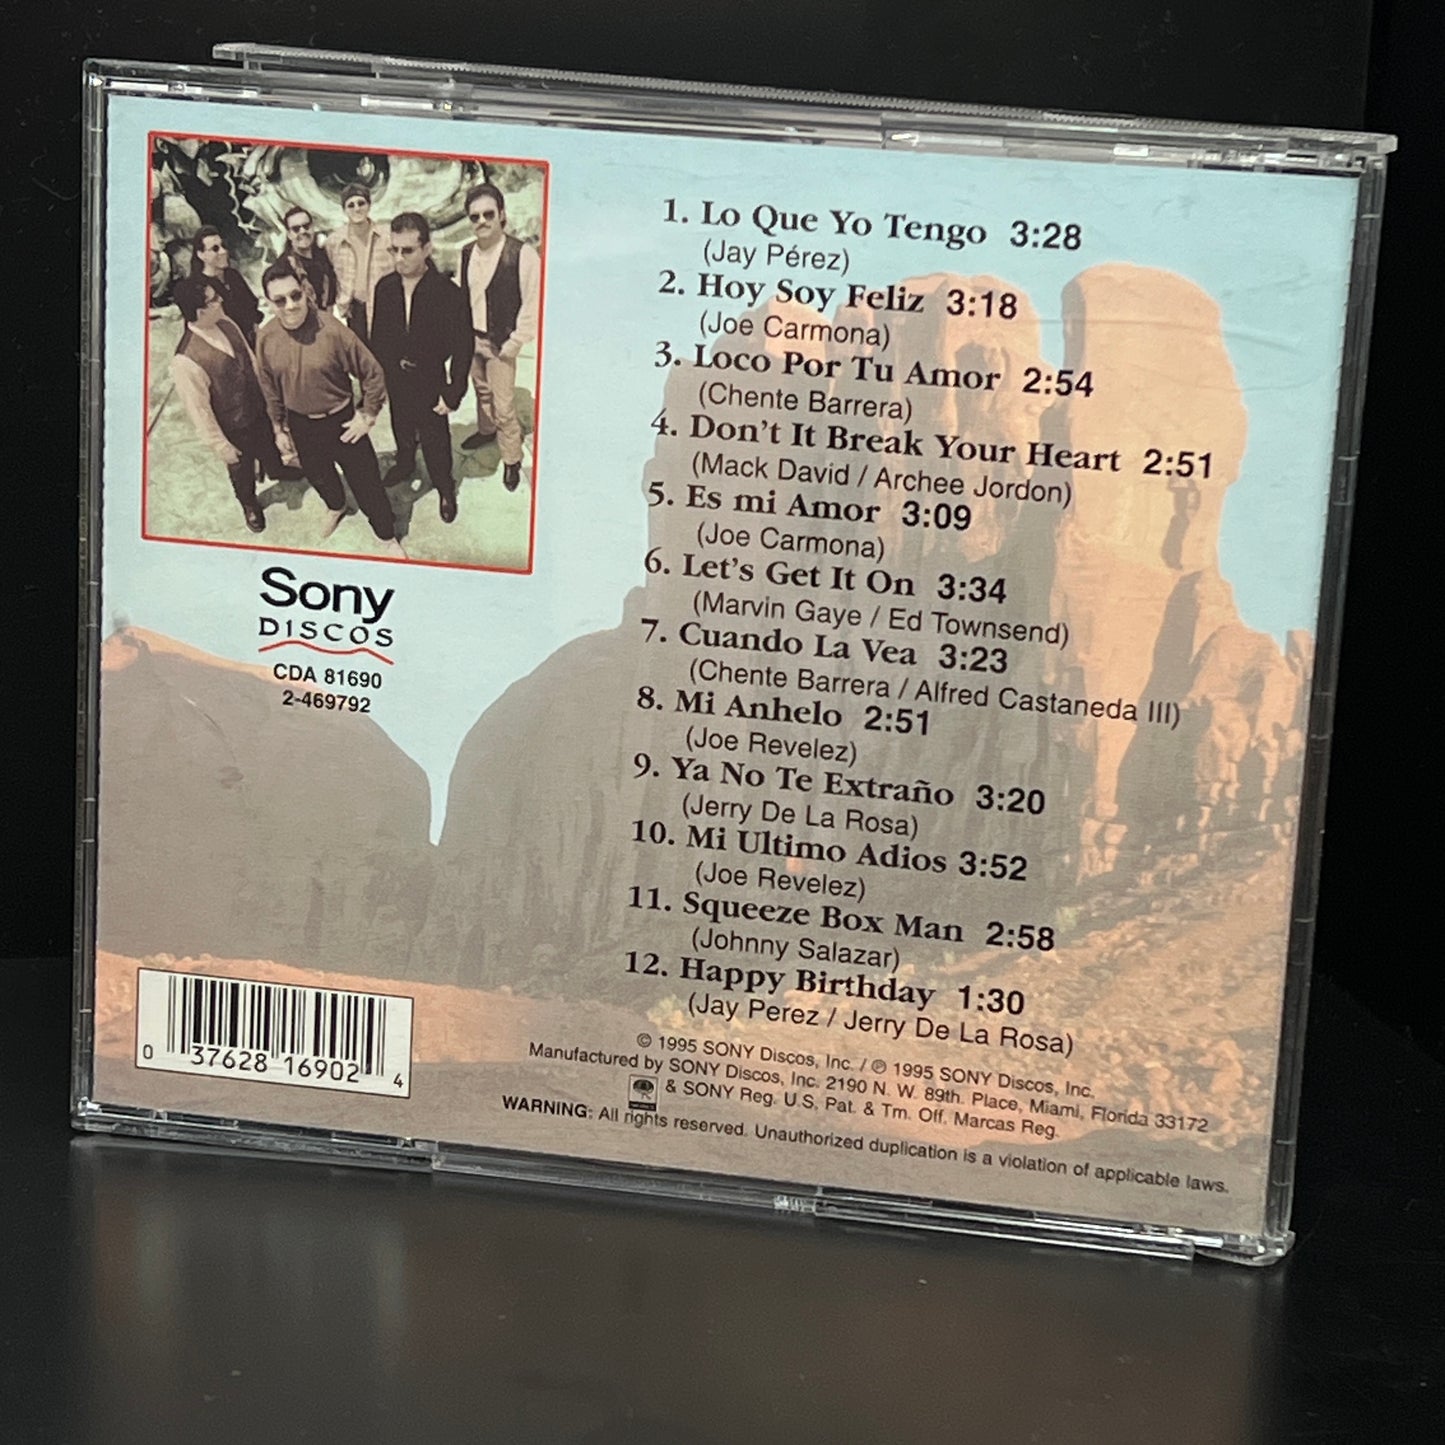 1. Lo Que Yo Tengo 3:28
(Jay Pérez)
2. Hoy Soy Feliz 3:18
(Joe Carmona)
3. Loco Por Tu Amor 2:54
(Chente Barrera)
4. Don't It Break Your Heart 2:51
(Mack David / Archee Jordon)
5. Es mi Amor 3:09
(Joe Carmona)
6. Let's Get It On 3:34
(Marvin Gaye / Ed Townsend)
7. Cuando La Vea 3:23
(Chente Barrera / Alfred Castaneda III)
8. Mi Anhelo 2:51
(Joe Revelez)
9. Ya No Te Extraño 3:20
(Jerry De La Rosa)
10. Mi Ultimo Adios 3:52
(Joe Revelez)
11. Squeeze Box Man 2:58
(Johnny Salazar)
12. Happy Birthday 1:30
(Jay Perez / Jerry De La Rosa)
Sony
DISCOS
CDA 81690
2-469792
0 37628 16902 4
© 1995 SONY Discos, Inc. / ℗ 1995 SONY Discos, Inc.
Manufactured by SONY Discos, Inc. 2190 N. W. 89th. Place, Miami, Florida 33172
& SONY Reg. U.S, Pat. & Tm. Off. Marcas Reg.
WARNING: All rights reserved. Unauthorized duplication is a violation of applicable laws.